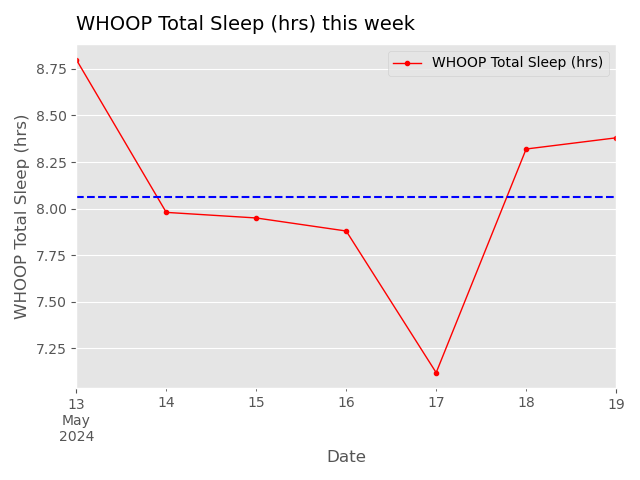 WHOOP Total Sleep (hrs) this week
WHOOP Total Sleep (hrs)
WHOOP Total Sleep (hrs)
8.75
8.50
8.25
8.00
7.75
7.50
7.25
13 14 15 16 17 18 19
May
2024
Date